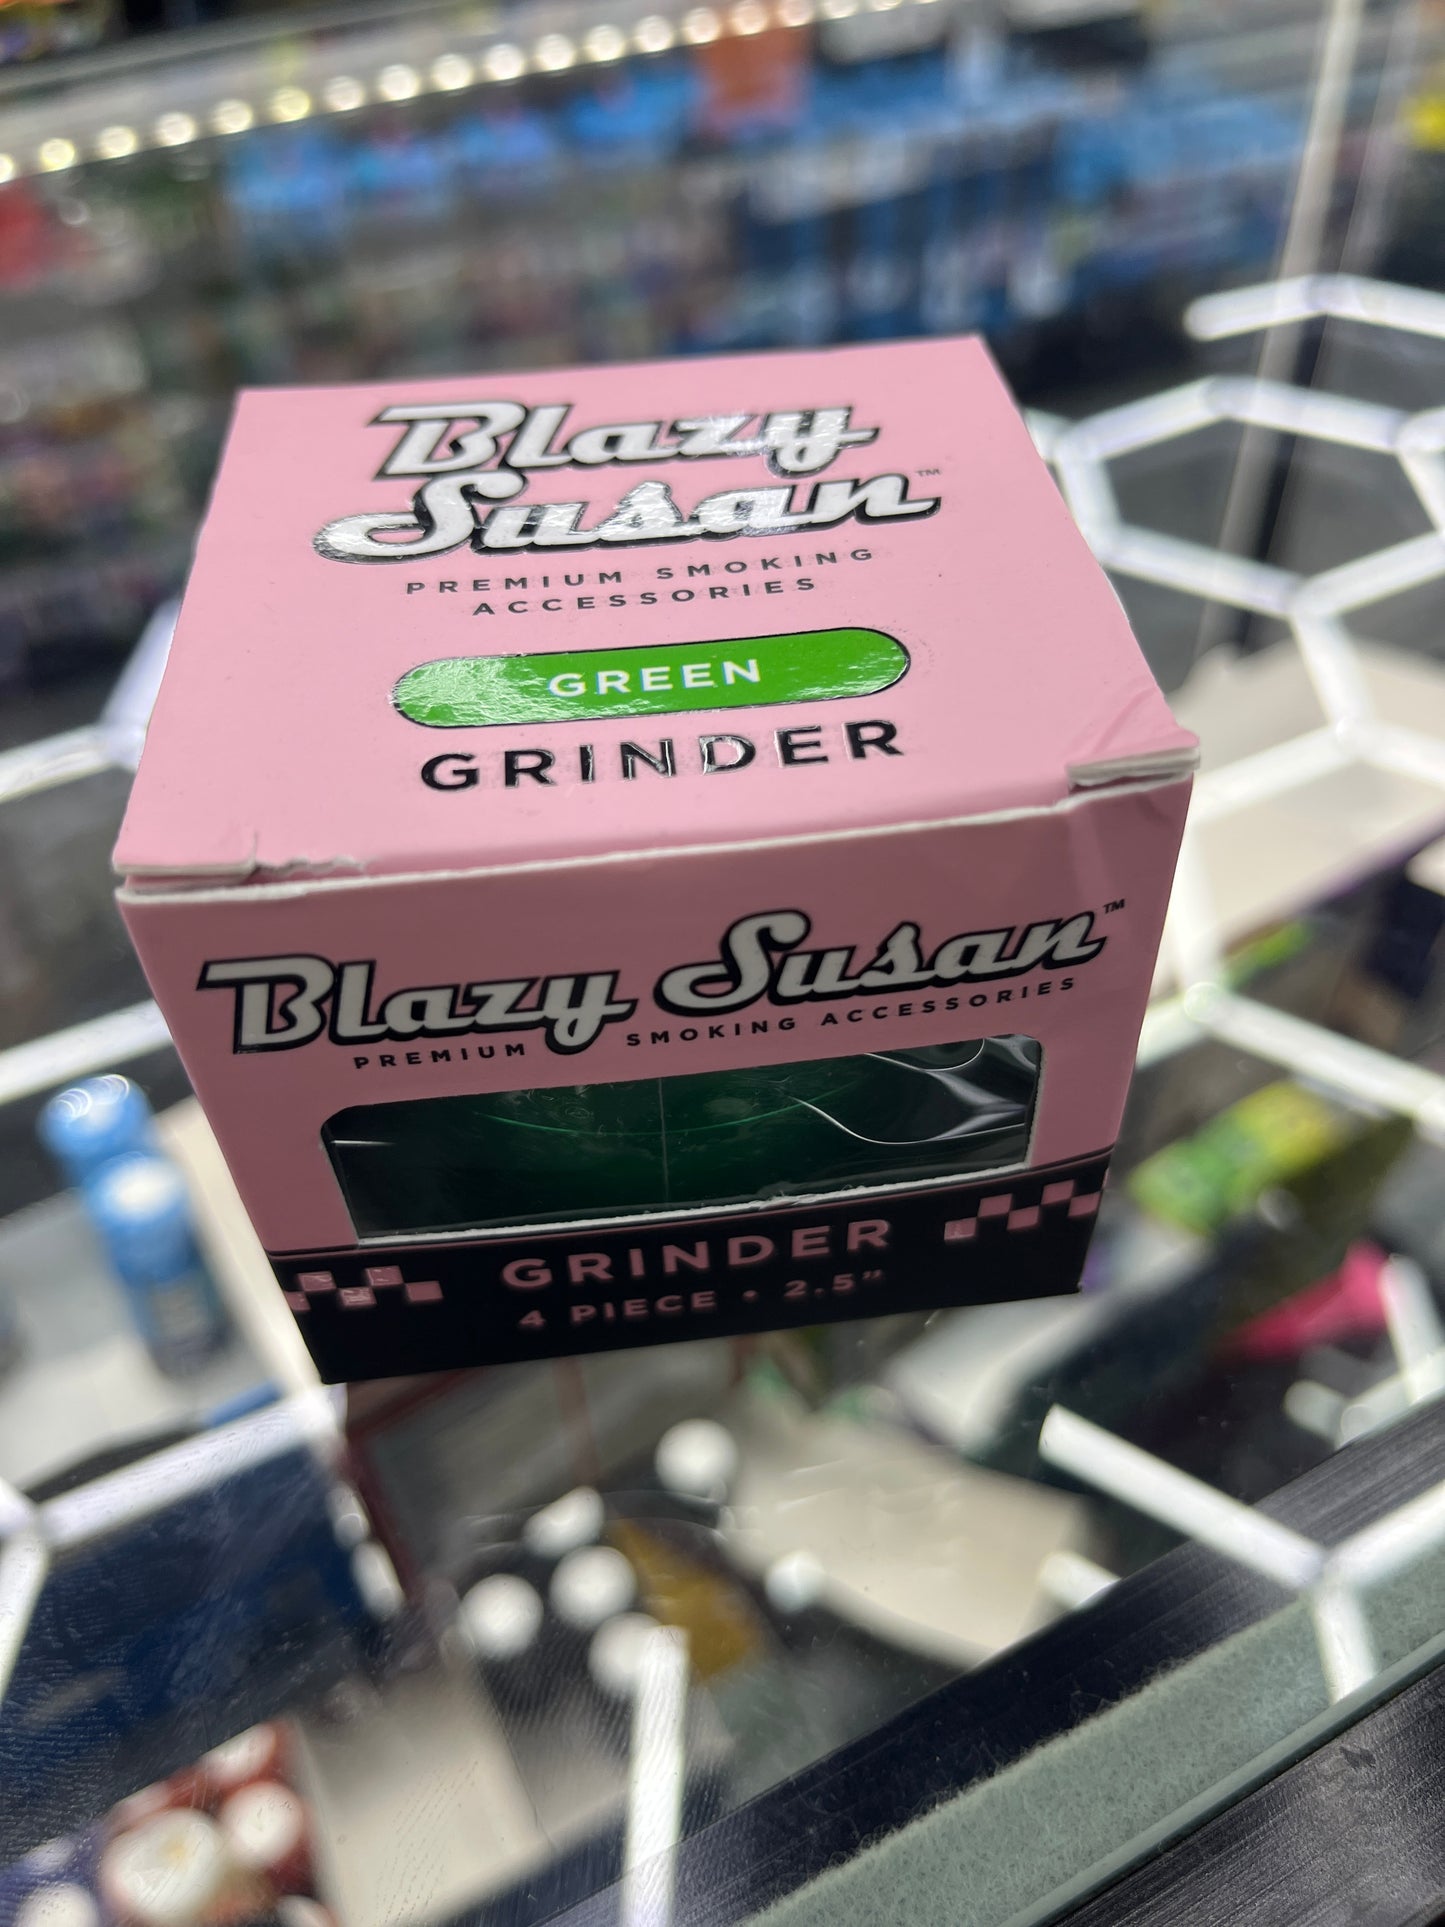 Blazy
Susan™
PREMIUM SMOKING
ACCESSORIES
GREEN
GRINDER
Blazy Susan™
PREMIUM SMOKING ACCESSORIES
GRINDER
4 PIECE • 2.5"